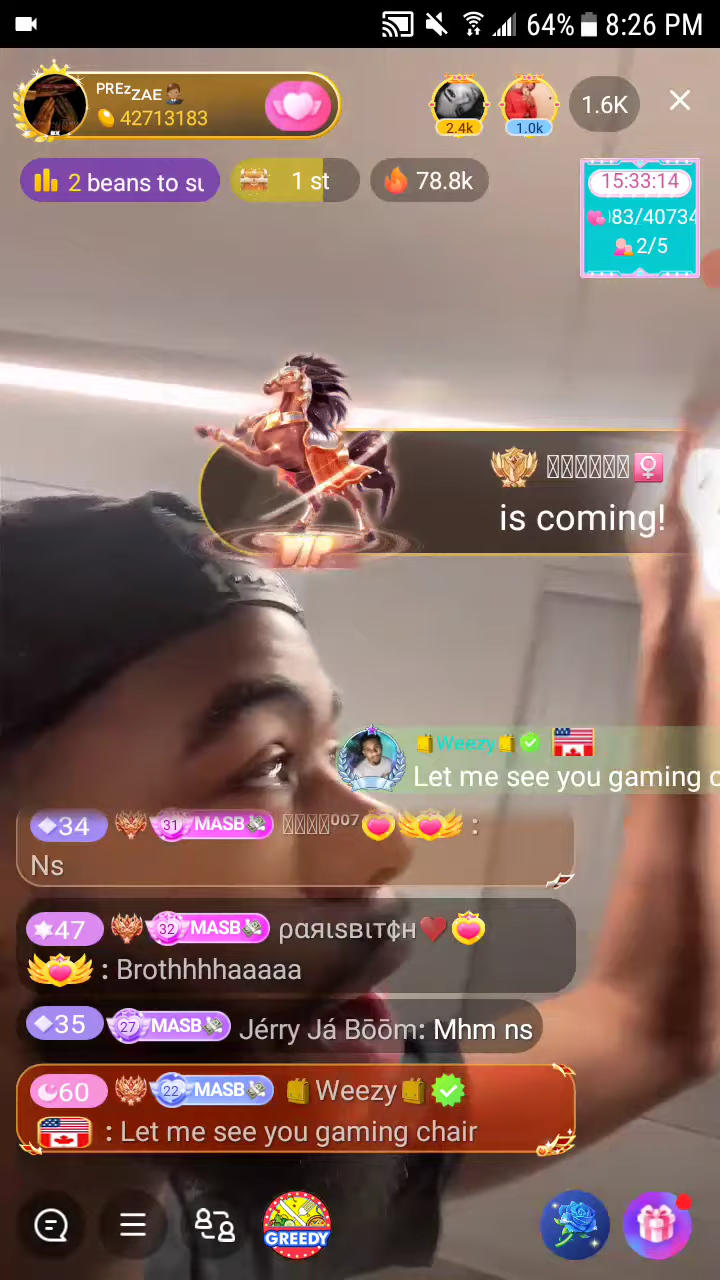 64% 8:26 PM
PREzZAE
42713183
2.4k
1.0k
1.6K
2 beans to
1 st
78.8k
15:33:14
083/40734
2/5
is coming!
Weezy
Let me see you gaming
34 31 MASB 007 :
Ns
47 32 MASB ραяιѕвιт¢н
: Brothhhhaaaaa
35 27 MASB Jérry Já Bōōm: Mhm ns
60 22 MASB Weezy
: Let me see you gaming chair
GREEDY